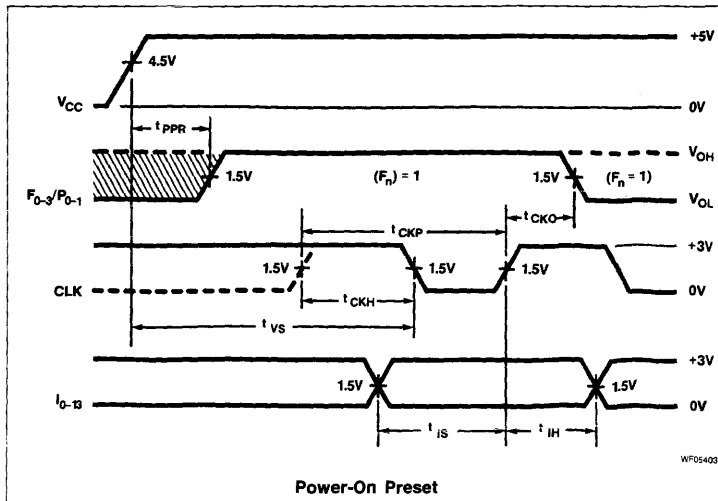 +5V
4.5V
VCC
0V
tPPR
VOH
1.5V
(Fn) = 1
1.5V
(Fn = 1)
F0-3/P0-1
VOL
tCKO
tCKP
+3V
1.5V
1.5V
1.5V
CLK
0V
tCKH
tVS
+3V
1.5V
1.5V
I0-13
0V
tIS
tIH
WF05403
Power-On Preset